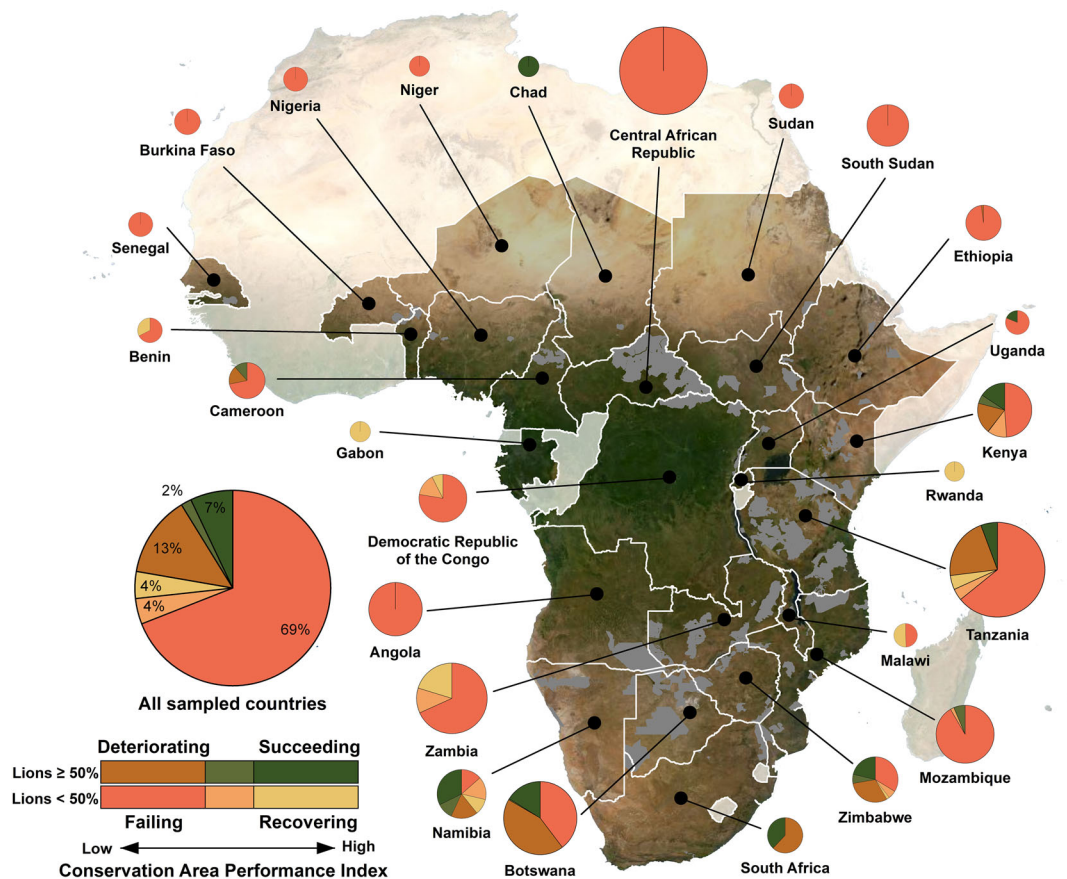 Niger
Chad
Nigeria
Sudan
Central African
Republic
Burkina Faso
South Sudan
Senegal
Ethiopia
Benin
Uganda
Cameroon
Gabon
Kenya
Rwanda
2%
7%
13%
4%
4%
69%
Democratic Republic
of the Congo
Angola
Tanzania
Malawi
All sampled countries
Zambia
Mozambique
Deteriorating
Succeeding
Lions ≥ 50%
Lions < 50%
Failing
Recovering
Low
High
Conservation Area Performance Index
Namibia
Botswana
Zimbabwe
South Africa